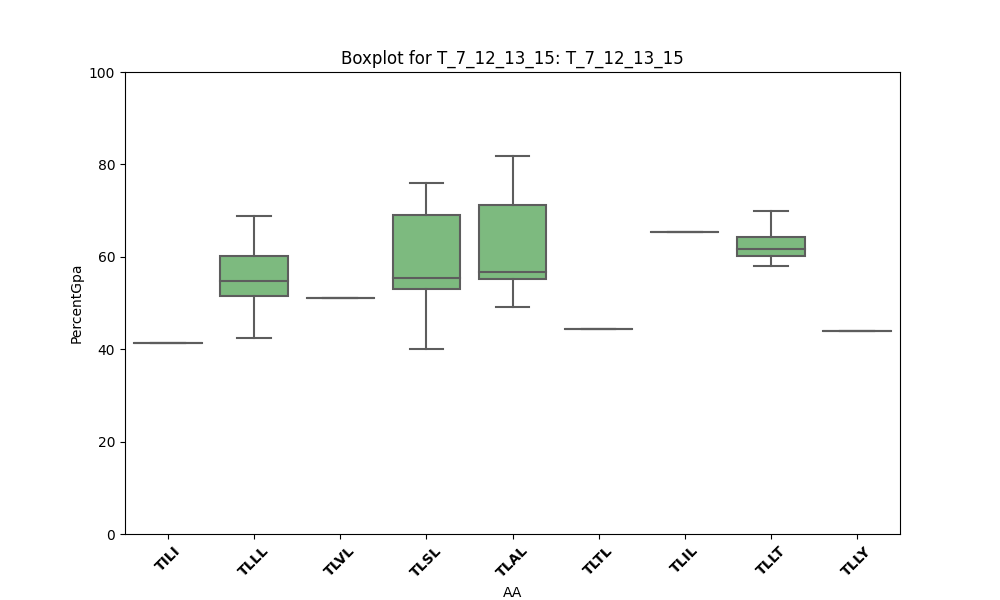 Boxplot for T_7_12_13_15: T_7_12_13_15
100
80
60
40
20
0
PercentGpa
TILI
TLLL
TLVL
TLSL
TLAL
TLTL
TLIL
TLLT
TLLY
AA